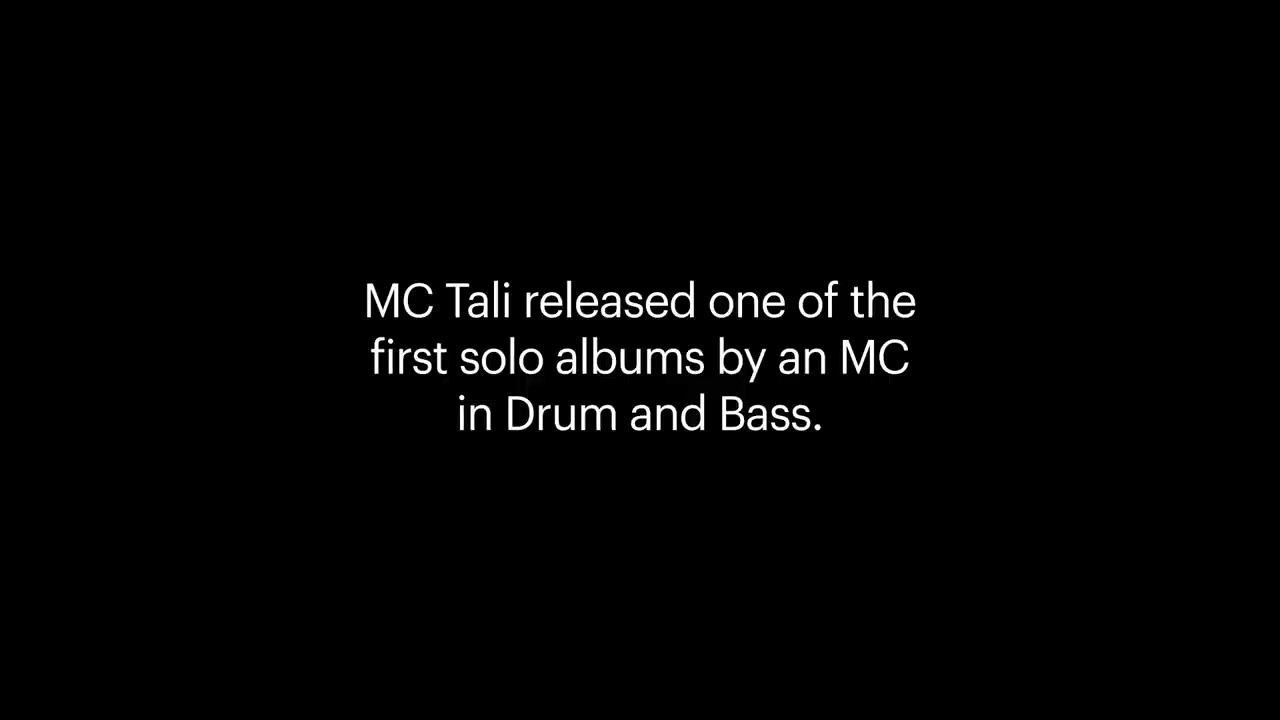 MC Tali released one of the
first solo albums by an MC
in Drum and Bass.